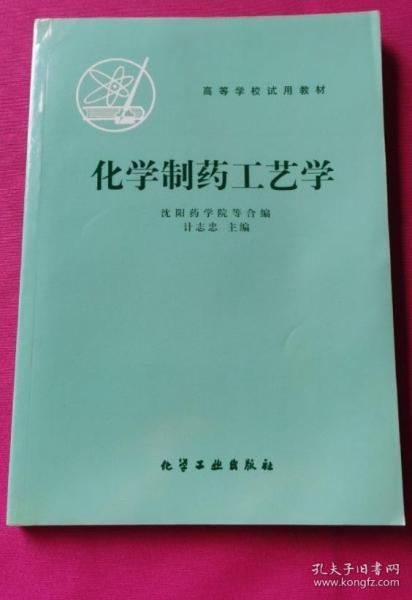 高等学校试用教材
化学制药工艺学
沈阳药学院等合编
计志忠 主编
化学工业出版社
孔夫子旧书网
www.kongfz.com